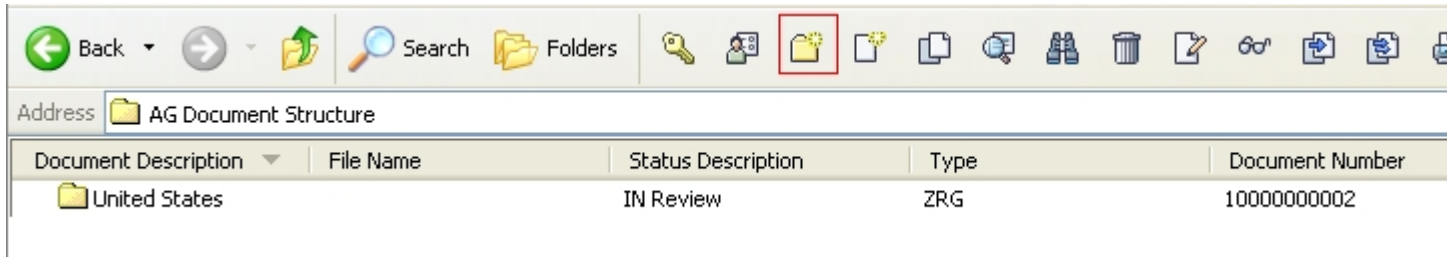 Back Search Folders
Address AG Document Structure
Document Description File Name Status Description Type Document Number
United States IN Review ZRG 10000000002